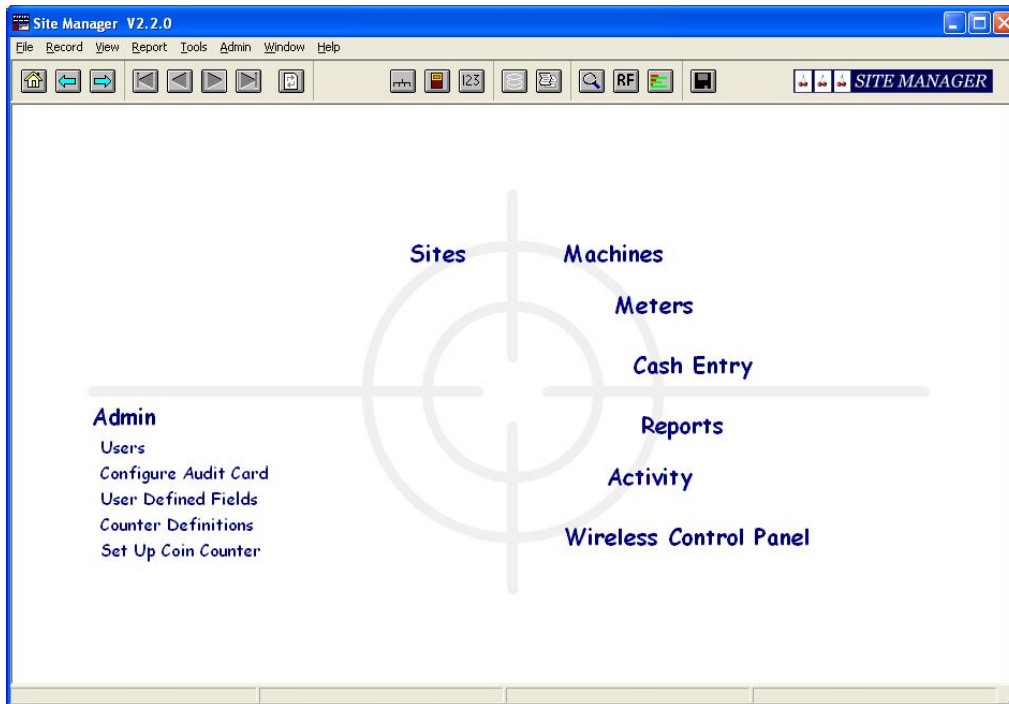 Site Manager V2.2.0
File Record View Report Tools Admin Window Help
123 RF SITE MANAGER
Sites Machines
Meters
Cash Entry
Reports
Activity
Wireless Control Panel
Admin
Users
Configure Audit Card
User Defined Fields
Counter Definitions
Set Up Coin Counter